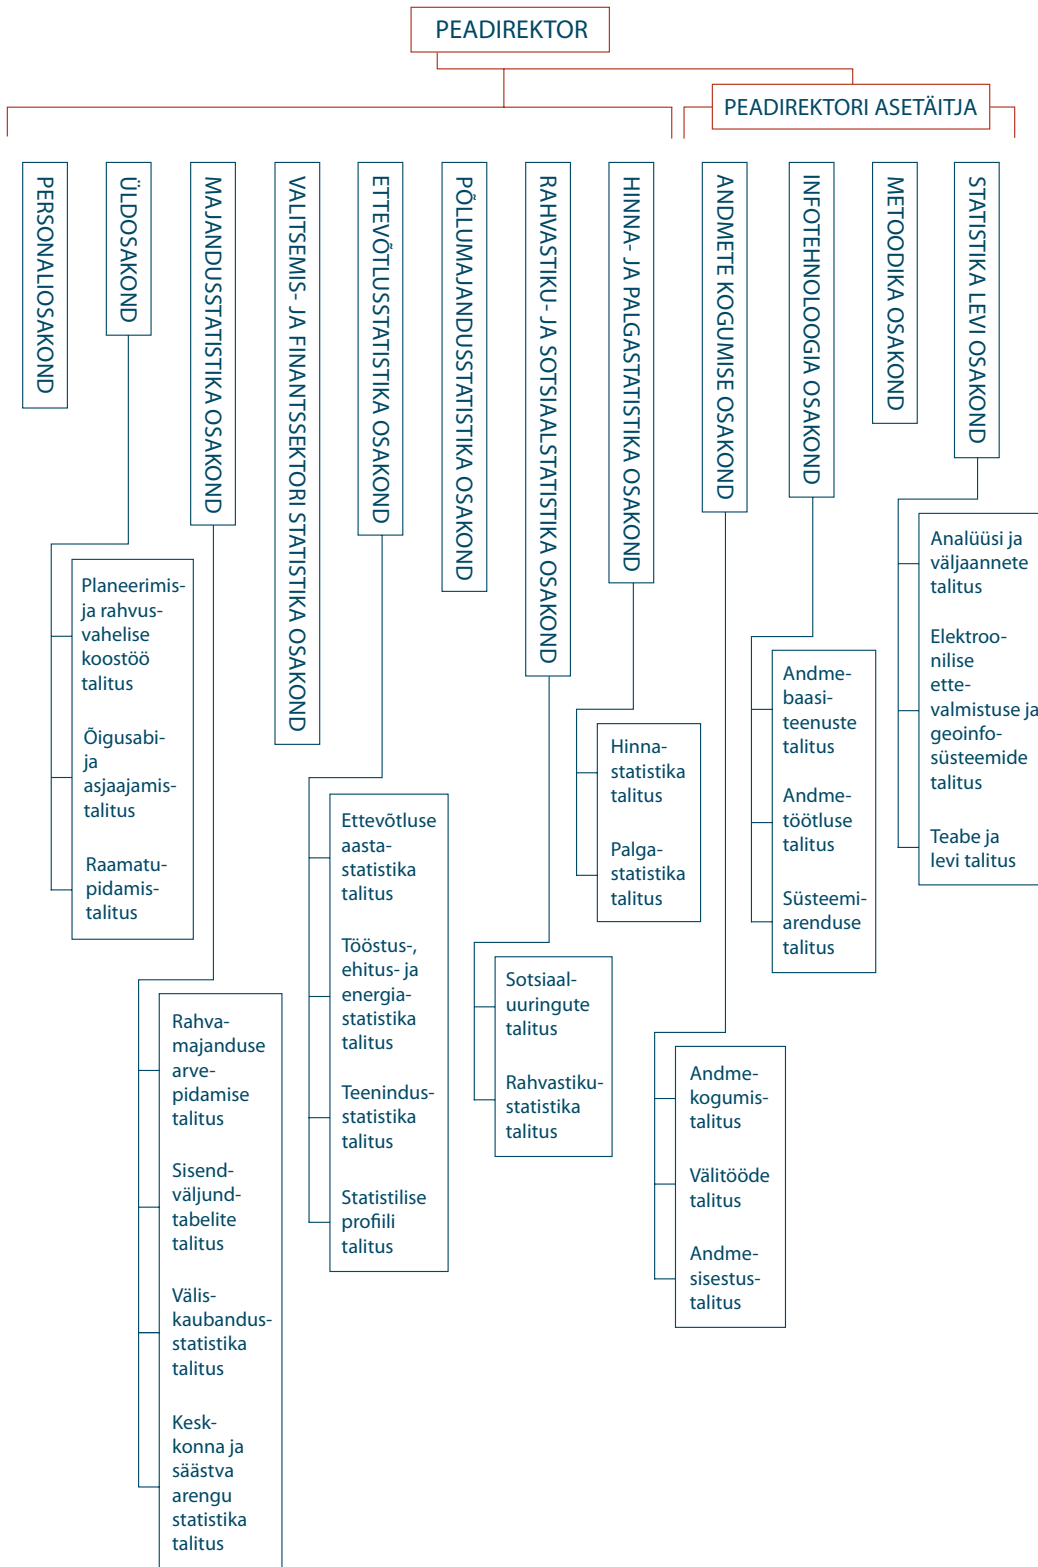 PEADIREKTOR
PEADIREKTORI ASETÄITJA
PERSONALIOSAKOND
ÜLDOSAKOND
MAJANDUSSTATISTIKA OSAKOND
VALITSEMIS- JA FINANTSSEKTORI STATISTIKA OSAKOND
ETTEVÕTLUSSTATISTIKA OSAKOND
PÕLLUMAJANDUSSTATISTIKA OSAKOND
RAHVASTIKU- JA SOTSIAALSTATISTIKA OSAKOND
HINNA- JA PALGASTATISTIKA OSAKOND
ANDMETE KOGUMISE OSAKOND
INFOTEHNOLOOGIA OSAKOND
METOODIKA OSAKOND
STATISTIKA LEVI OSAKOND
Planeerimis-
ja rahvus-
vahelise
koostöö
talitus
Õigusabi-
ja
asjaajamis-
talitus
Raamatu-
pidamis-
talitus
Rahva-
majanduse
arve-
pidamise
talitus
Sisend-
väljund-
tabelite
talitus
Välis-
kaubandus-
statistika
talitus
Kesk-
konna ja
säästva
arengu
statistika
talitus
Ettevõtluse
aasta-
statistika
talitus
Tööstus-,
ehitus- ja
energia-
statistika
talitus
Teenindus-
statistika
talitus
Statistilise
profiili
talitus
Sotsiaal-
uuringute
talitus
Rahvastiku-
statistika
talitus
Hinna-
statistika
talitus
Palga-
statistika
talitus
Andme-
kogumis-
talitus
Välitööde
talitus
Andme-
sisestus-
talitus
Andme-
baasi-
teenuste
talitus
Andme-
töötluse
talitus
Süsteemi-
arenduse
talitus
Analüüsi ja
väljaannete
talitus
Elektroo-
nilise
ette-
valmistuse ja
geoinfo-
süsteemide
talitus
Teabe ja
levi talitus